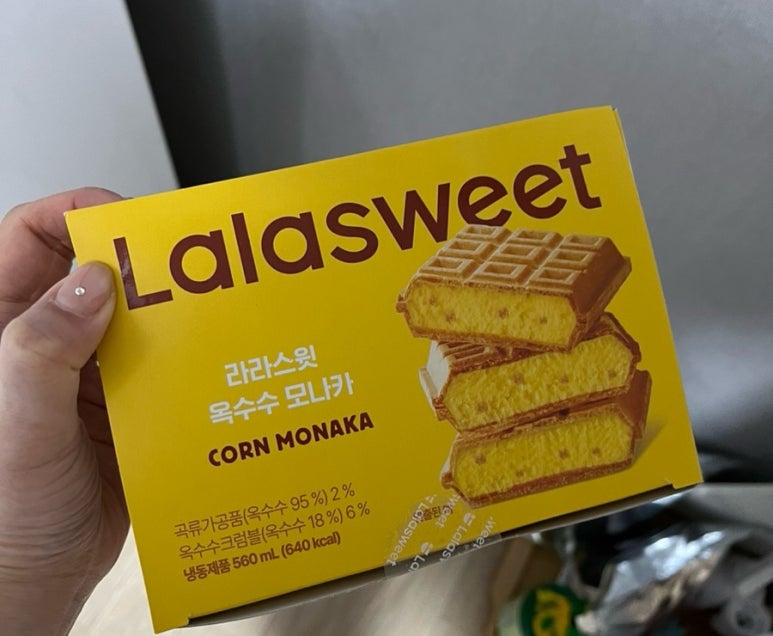 Lalasweet
라라스윗
옥수수 모나카
CORN MONAKA
곡류가공품(옥수수 95%) 2%
옥수수크럼블(옥수수 18%) 6%
냉동제품 560 mL (640 kcal)
Lalasweet
Lalasweet